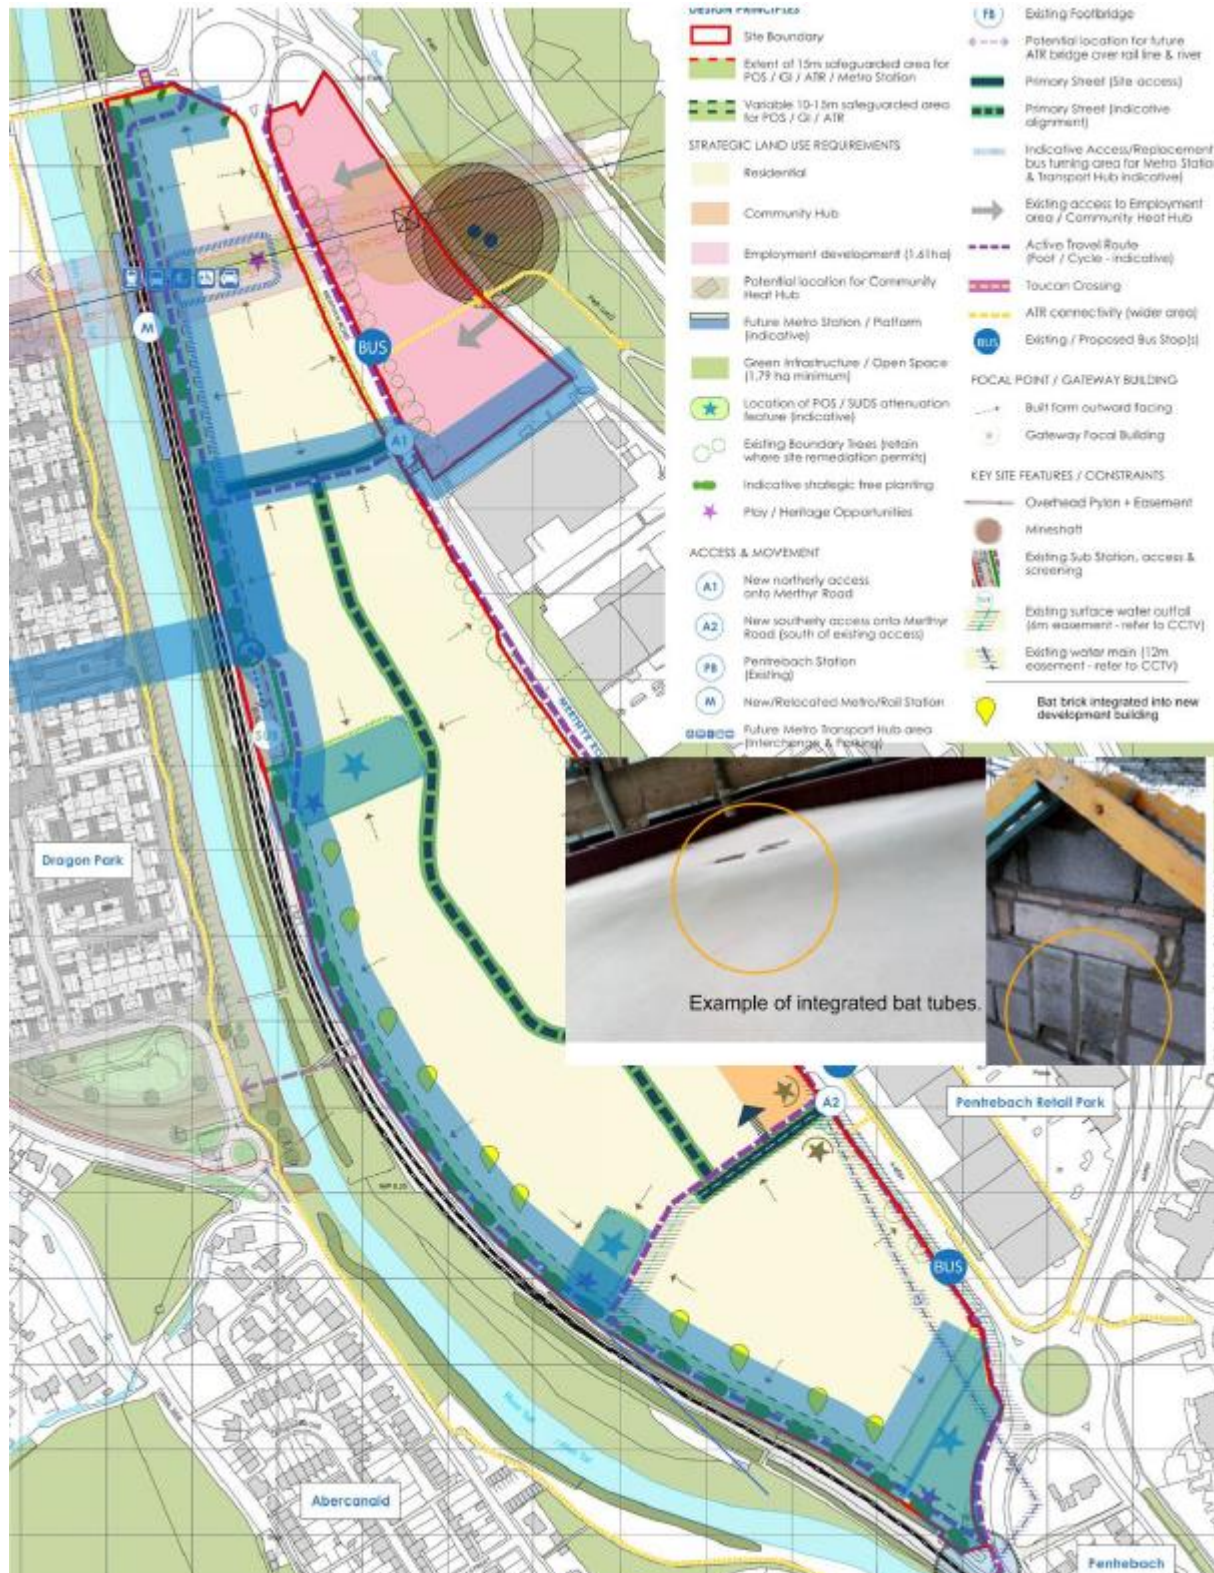 DESIGN PRINCIPLES
Site Boundary
Extent of 15m safeguarded area for
POS / GI / ATR / Metro Station
Variable 10-15m safeguarded area
for POS / GI / ATR
STRATEGIC LAND USE REQUIREMENTS
Residential
Community Hub
Employment development (1.61ha)
Potential location for Community
Heat Hub
Future Metro Station / Platform
(indicative)
Green Infrastructure / Open Space
(1.79 ha minimum)
Location of POS / SUDS attenuation
feature (indicative)
Existing Boundary Trees (retain
where site remediation permits)
Indicative strategic tree planting
Play / Heritage Opportunities
ACCESS & MOVEMENT
A1
New northerly access
onto Merthyr Road
A2
New southerly access onto Merthyr
Road (south of existing access)
PB
Pentrebach Station
(Existing)
M
New/Relocated Metro/Rail Station
Future Metro Transport Hub area
(Interchange & Parking)
FB
Existing Footbridge
Potential location for future
ATR bridge over rail line & river
Primary Street (Site access)
Primary Street (indicative
alignment)
Indicative Access/Replacement
bus turning area for Metro Statio
& Transport Hub indicative)
Existing access to Employment
area / Community Heat Hub
Active Travel Route
(Foot / Cycle - indicative)
Toucan Crossing
ATR connectivity (wider area)
BUS
Existing / Proposed Bus Stop(s)
FOCAL POINT / GATEWAY BUILDING
Built form outward facing
Gateway Focal Building
KEY SITE FEATURES / CONSTRAINTS
Overhead Pylon + Easement
Mineshaft
Existing Sub Station, access &
screening
Existing surface water outfall
(6m easement - refer to CCTV)
Existing water main (12m
easement - refer to CCTV)
Bat brick integrated into new
development building
M
BUS
A1
SUB
Dragon Park
Example of integrated bat tubes.
A2
Pentrebach Retail Park
BUS
Abercanaid
Pentrebach